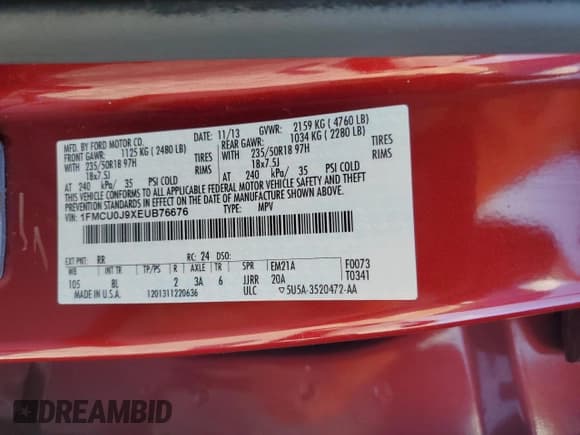 MFD. BY FORD MOTOR CO.
DATE: 11/13 GVWR: 2159 KG ( 4760 LB)
FRONT GAWR: 1125 KG ( 2480 LB)
REAR GAWR: 1034 KG ( 2280 LB)
WITH 235/50R18 97H TIRES
WITH 235/50R18 97H TIRES
18x7.5J RIMS
18x7.5J RIMS
AT 240 kPa/ 35 PSI COLD
AT 240 kPa/ 35 PSI COLD
THIS VEHICLE CONFORMS TO ALL APPLICABLE FEDERAL MOTOR VEHICLE SAFETY AND BUMPER
STANDARDS IN EFFECT ON THE DATE OF MANUFACTURE SHOWN ABOVE.
VIN: 1FMCU0J9XEUB76676
TYPE: MPV
EXT PNT: RR RC: 24 DSO: F0073
WB INT TR TP/PS R AXLE TR SPR EM21A T0341
105 BL 2 3A 6 JJRR 20A
MADE IN U.S.A. 1201311220636 ULC ▽5U5A-3520472-AA
DREAMBID